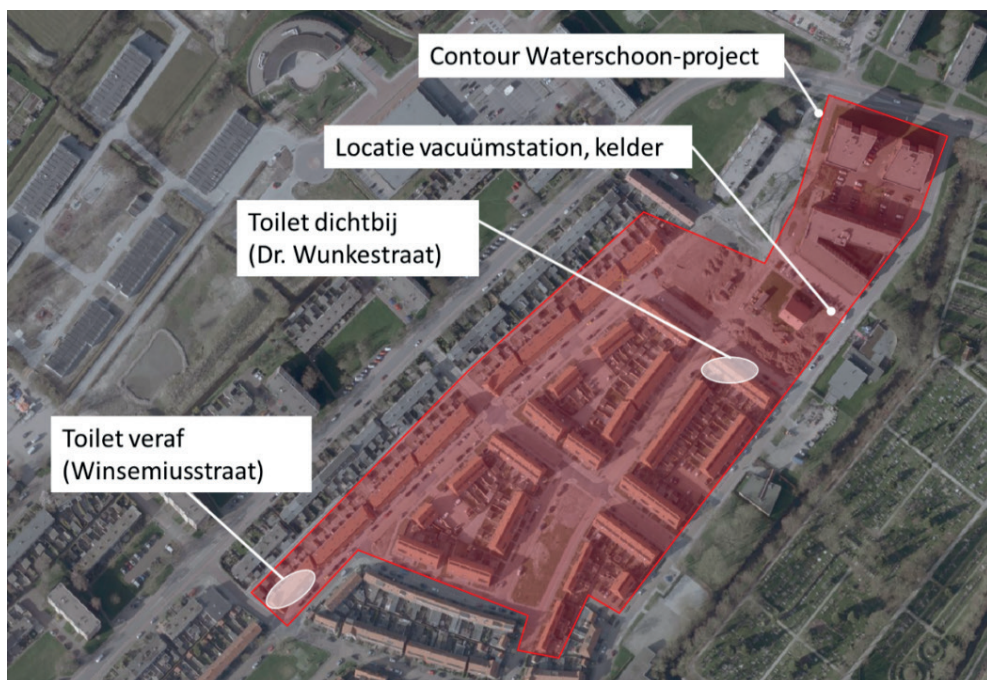 Contour Waterschoon-project
Locatie vacuümstation, kelder
Toilet dichtbij
(Dr. Wunkestraat)
Toilet veraf
(Winsemiusstraat)